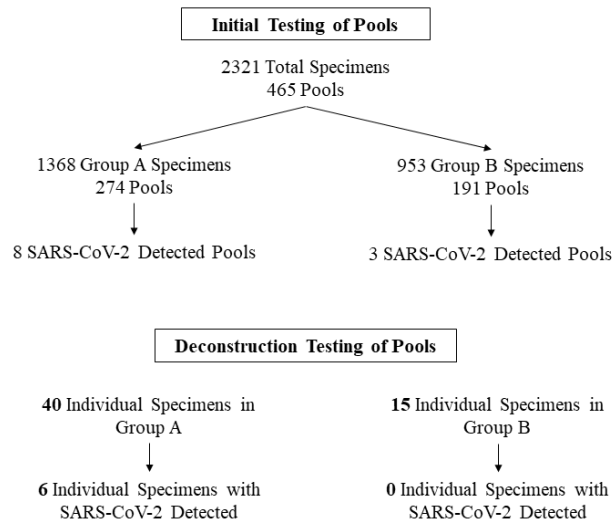 Initial Testing of Pools
2321 Total Specimens
465 Pools
1368 Group A Specimens
274 Pools
953 Group B Specimens
191 Pools
8 SARS-CoV-2 Detected Pools
3 SARS-CoV-2 Detected Pools
Deconstruction Testing of Pools
40 Individual Specimens in
Group A
15 Individual Specimens in
Group B
6 Individual Specimens with
SARS-CoV-2 Detected
0 Individual Specimens with
SARS-CoV-2 Detected